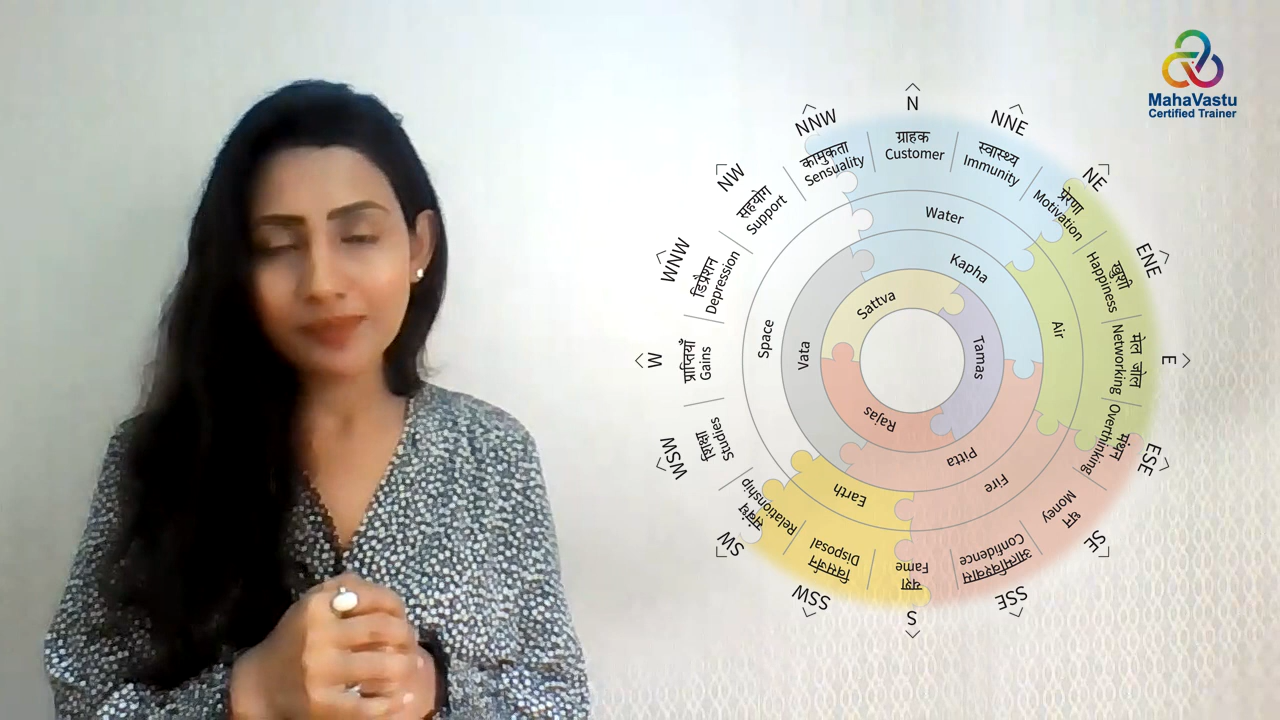 MahaVastu
Certified Trainer
N
ग्राहक
Customer
NNE
स्वास्थ्य
Immunity
NE
प्रेरणा
Motivation
ENE
खुशी
Happiness
E
मेल जोल
Networking
ESE
मंथन
Overthinking
SE
धन
Money
SSE
आत्मविश्वास
Confidence
S
यश
Fame
SSW
विसर्जन
Disposal
SW
संबंध
Relationship
WSW
शिक्षा
Studies
W
प्राप्तियाँ
Gains
WNW
डिप्रेशन
Depression
NW
सहयोग
Support
NNW
कामुकता
Sensuality
Water
Air
Fire
Earth
Space
Kapha
Pitta
Vata
Sattva
Tamas
Rajas